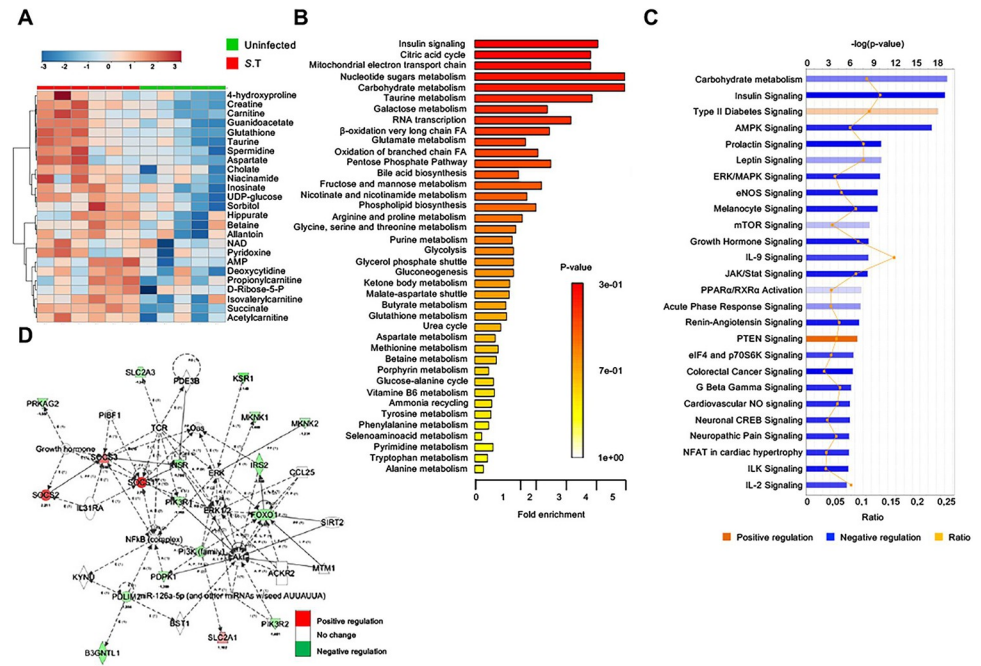 A
B
C
D
Uninfected
S.T
-3 -2 -1 0 1 2 3
4-hydroxyproline
Creatine
Carnitine
Guanidoacetate
Glutathione
Taurine
Spermidine
Aspartate
Cholate
Niacinamide
Inosinate
UDP-glucose
Sorbitol
Hippurate
Betaine
Allantoin
NAD
Pyridoxine
AMP
Deoxycytidine
Propionylcarnitine
D-Ribose-5-P
Isovalerylcarnitine
Succinate
Acetylcarnitine
Insulin signaling
Citric acid cycle
Mitochondrial electron transport chain
Nucleotide sugars metabolism
Carbohydrate metabolism
Taurine metabolism
Galactose metabolism
RNA transcription
β-oxidation very long chain FA
Glutamate metabolism
Oxidation of branched chain FA
Pentose Phosphate Pathway
Bile acid biosynthesis
Fructose and mannose metabolism
Nicotinate and nicotinamide metabolism
Phospholipid biosynthesis
Arginine and proline metabolism
Glycine, serine and threonine metabolism
Purine metabolism
Glycolysis
Glycerol phosphate shuttle
Gluconeogenesis
Ketone body metabolism
Malate-aspartate shuttle
Butyrate metabolism
Glutathione metabolism
Urea cycle
Aspartate metabolism
Methionine metabolism
Betaine metabolism
Porphyrin metabolism
Glucose-alanine cycle
Vitamine B6 metabolism
Ammonia recycling
Tyrosine metabolism
Phenylalanine metabolism
Selenoaminoacid metabolism
Pyrimidine metabolism
Tryptophan metabolism
Alanine metabolism
0 1 2 3 4 5
Fold enrichment
P-value
3e-01
7e-01
1e+00
-log(p-value)
0 3 6 9 12 15 18
Carbohydrate metabolism
Insulin Signaling
Type II Diabetes Signaling
AMPK Signaling
Prolactin Signaling
Leptin Signaling
ERK/MAPK Signaling
eNOS Signaling
Melanocyte Signaling
mTOR Signaling
Growth Hormone Signaling
IL-9 Signaling
JAK/Stat Signaling
PPARα/RXRα Activation
Acute Phase Response Signaling
Renin-Angiotensin Signaling
PTEN Signaling
eIF4 and p70S6K Signaling
Colorectal Cancer Signaling
G Beta Gamma Signaling
Cardiovascular NO signaling
Neuronal CREB Signaling
Neuropathic Pain Signaling
NFAT in cardiac hypertrophy
ILK Signaling
IL-2 Signaling
0 0,05 0,10 0,15 0,2 0,25
Ratio
Positive regulation
Negative regulation
Ratio
SLC2A3
PDE3B
KSR1
PRKAG2
PIBF1
TCR
MKNK1
MKNK2
Growth hormone
SOCS3
INSR
ERK
IRS2
CCL25
SOCS2
IL31RA
PIK3R1
ERK1/2
FOXO1
SIRT2
NFkB (complex)
PI3K (family)
KYNU
PDPK1
ACKR2
MTM1
PDLIM2
miR-126a-5p (and other miRNAs w/seed AUUAUUA)
BST1
SLC2A1
PIK3R2
B3GNTL1
Positive regulation
No change
Negative regulation